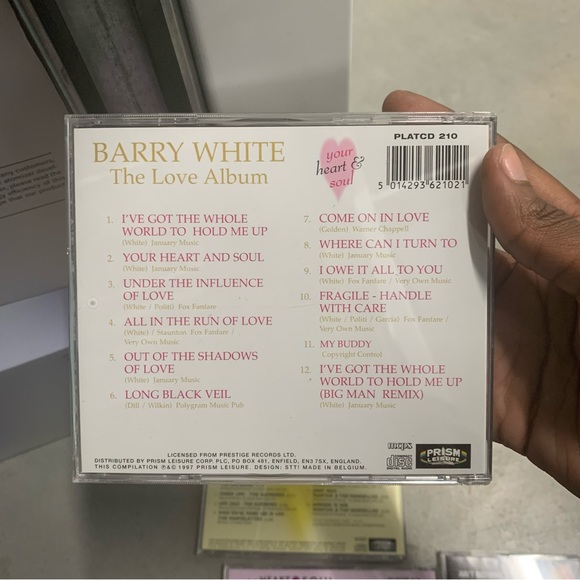 PLATCD 210
BARRY WHITE
The Love Album
your
heart &
soul
5 014293 621021
1. I'VE GOT THE WHOLE
WORLD TO HOLD ME UP
(White) January Music
2. YOUR HEART AND SOUL
(White) January Music
3. UNDER THE INFLUENCE
OF LOVE
(White / Politi) Fox Fanfare
4. ALL IN THE RUN OF LOVE
(White) / Staunton Fox Fanfare /
Very Own Music
5. OUT OF THE SHADOWS
OF LOVE
(White) January Music
6. LONG BLACK VEIL
(Dill / Wilkin) Polygram Music Pub
7. COME ON IN LOVE
(Golden) Warner Chappell
8. WHERE CAN I TURN TO
(White) January Music
9. I OWE IT ALL TO YOU
(White) Fox Fanfare / Very Own Music
10. FRAGILE - HANDLE
WITH CARE
(White / Politi / Garcia) Fox Fanfare /
Very Own Music
11. MY BUDDY
Copyright Control
12. I'VE GOT THE WHOLE
WORLD TO HOLD ME UP
(BIG MAN REMIX)
(White) January Music
LICENSED FROM PRESTIGE RECORDS LTD.
DISTRIBUTED BY PRISM LEISURE CORP. PLC, PO BOX 491, ENFIELD, EN3 7SX, ENGLAND.
THIS COMPILATION ℗&© 1997 PRISM LEISURE. DESIGN: STT! MADE IN BELGIUM.
mcps
COMPACT
disc
DIGITAL AUDIO
PRISM
LEISURE
HEART & SOUL